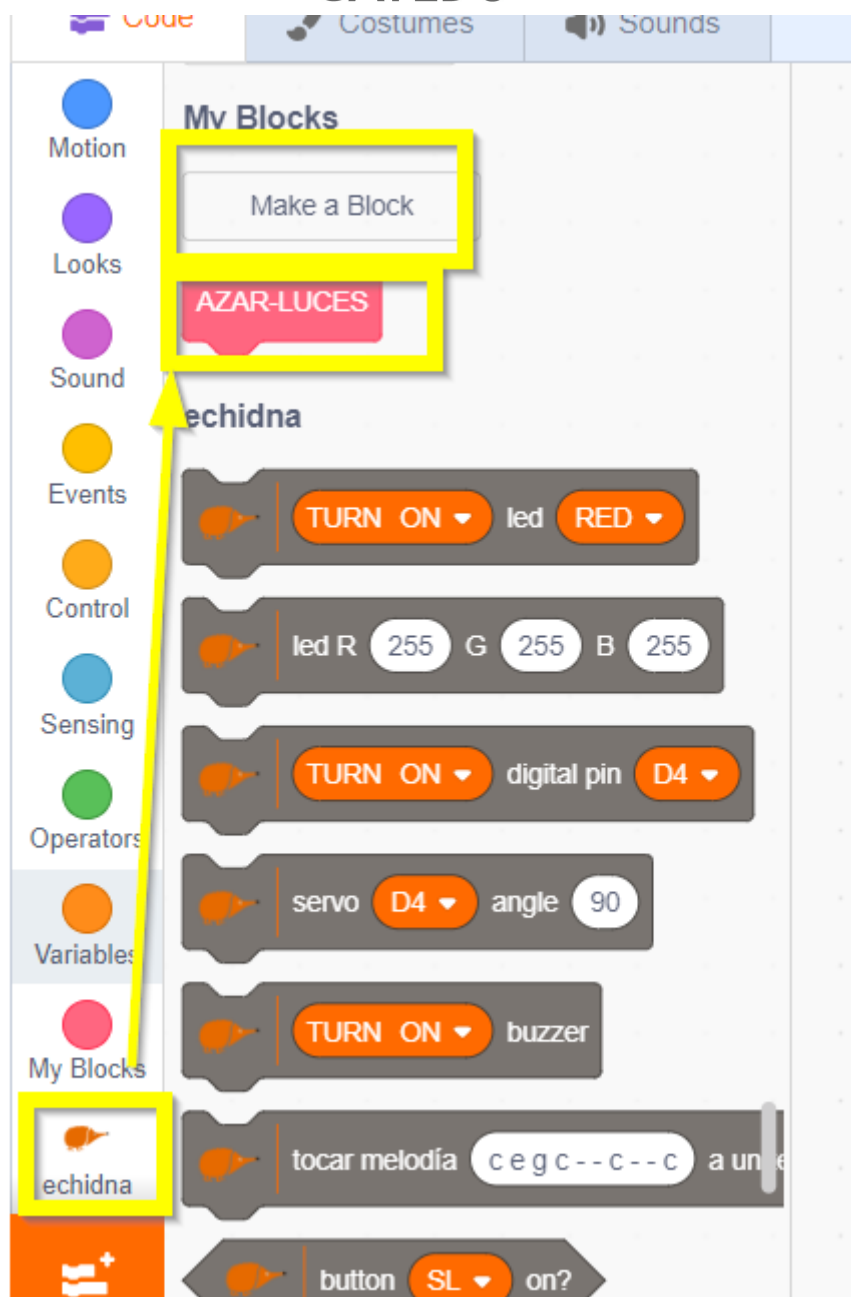 Code
Costumes
Sounds
Motion
Looks
Sound
Events
Control
Sensing
Operators
Variables
My Blocks
echidna
My Blocks
Make a Block
AZAR-LUCES
echidna
TURN ON led RED
led R 255 G 255 B 255
TURN ON digital pin D4
servo D4 angle 90
TURN ON buzzer
tocar melodía c e g c - - c - - c a un
button SL on?